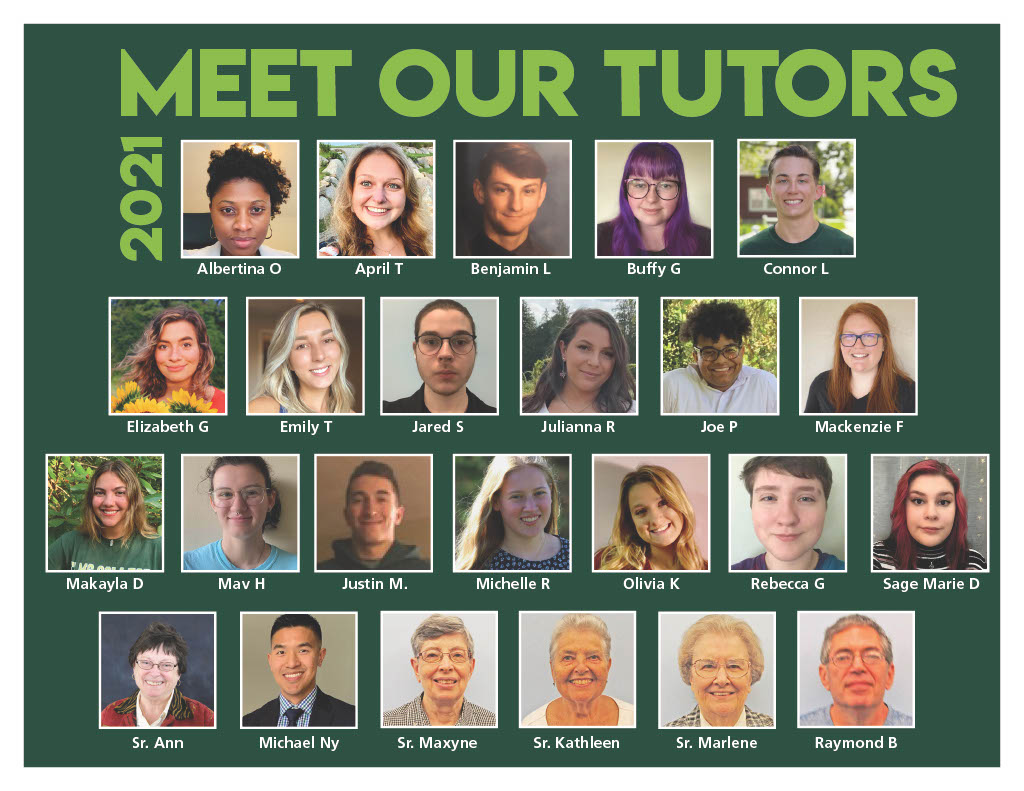 MEET OUR TUTORS
2021
Albertina O
April T
Benjamin L
Buffy G
Connor L
Elizabeth G
Emily T
Jared S
Julianna R
Joe P
Mackenzie F
Makayla D
Mav H
Justin M.
Michelle R
Olivia K
Rebecca G
Sage Marie D
Sr. Ann
Michael Ny
Sr. Maxyne
Sr. Kathleen
Sr. Marlene
Raymond B